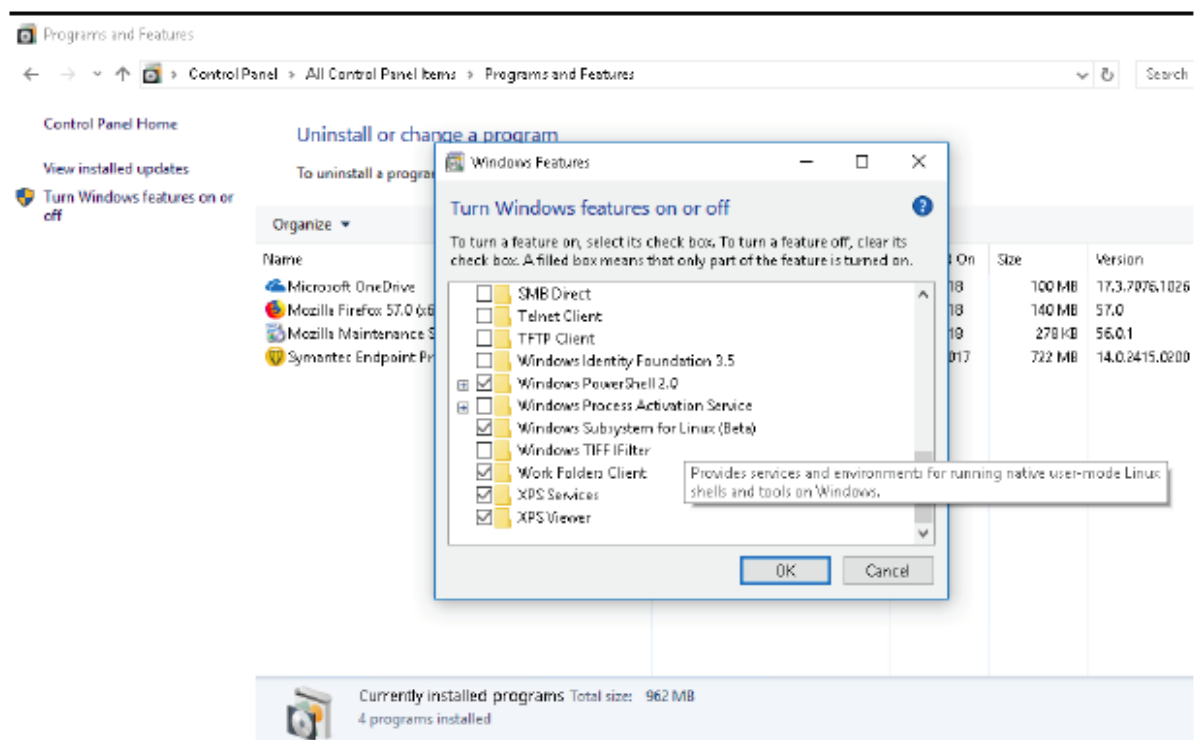 Programs and Features
Control Panel > All Control Panel Items > Programs and Features
Search
Control Panel Home
View installed updates
Turn Windows features on or
off
Uninstall or change a program
To uninstall a progra
Organize
Name
On
Size
Version
Microsoft OneDrive
18
100 MB
17.3.7076.1026
Mozilla Firefox 57.0 (x6
18
140 MB
57.0
Mozilla Maintenance S
18
278 KB
56.0.1
Symantec Endpoint Pr
017
722 MB
14.0.2415.0200
Windows Features
Turn Windows features on or off
To turn a feature on, select its check box. To turn a feature off, clear its
check box. A filled box means that only part of the feature is turned on.
SMB Direct
Telnet Client
TFTP Client
Windows Identity Foundation 3.5
Windows PowerShell 2.0
Windows Process Activation Service
Windows Subsystem for Linux (Beta)
Windows TIFF IFilter
Work Folders Client
XPS Services
XPS Viewer
Provides services and environments for running native user-mode Linux
shells and tools on Windows.
OK
Cancel
Currently installed programs Total size: 962 MB
4 programs installed